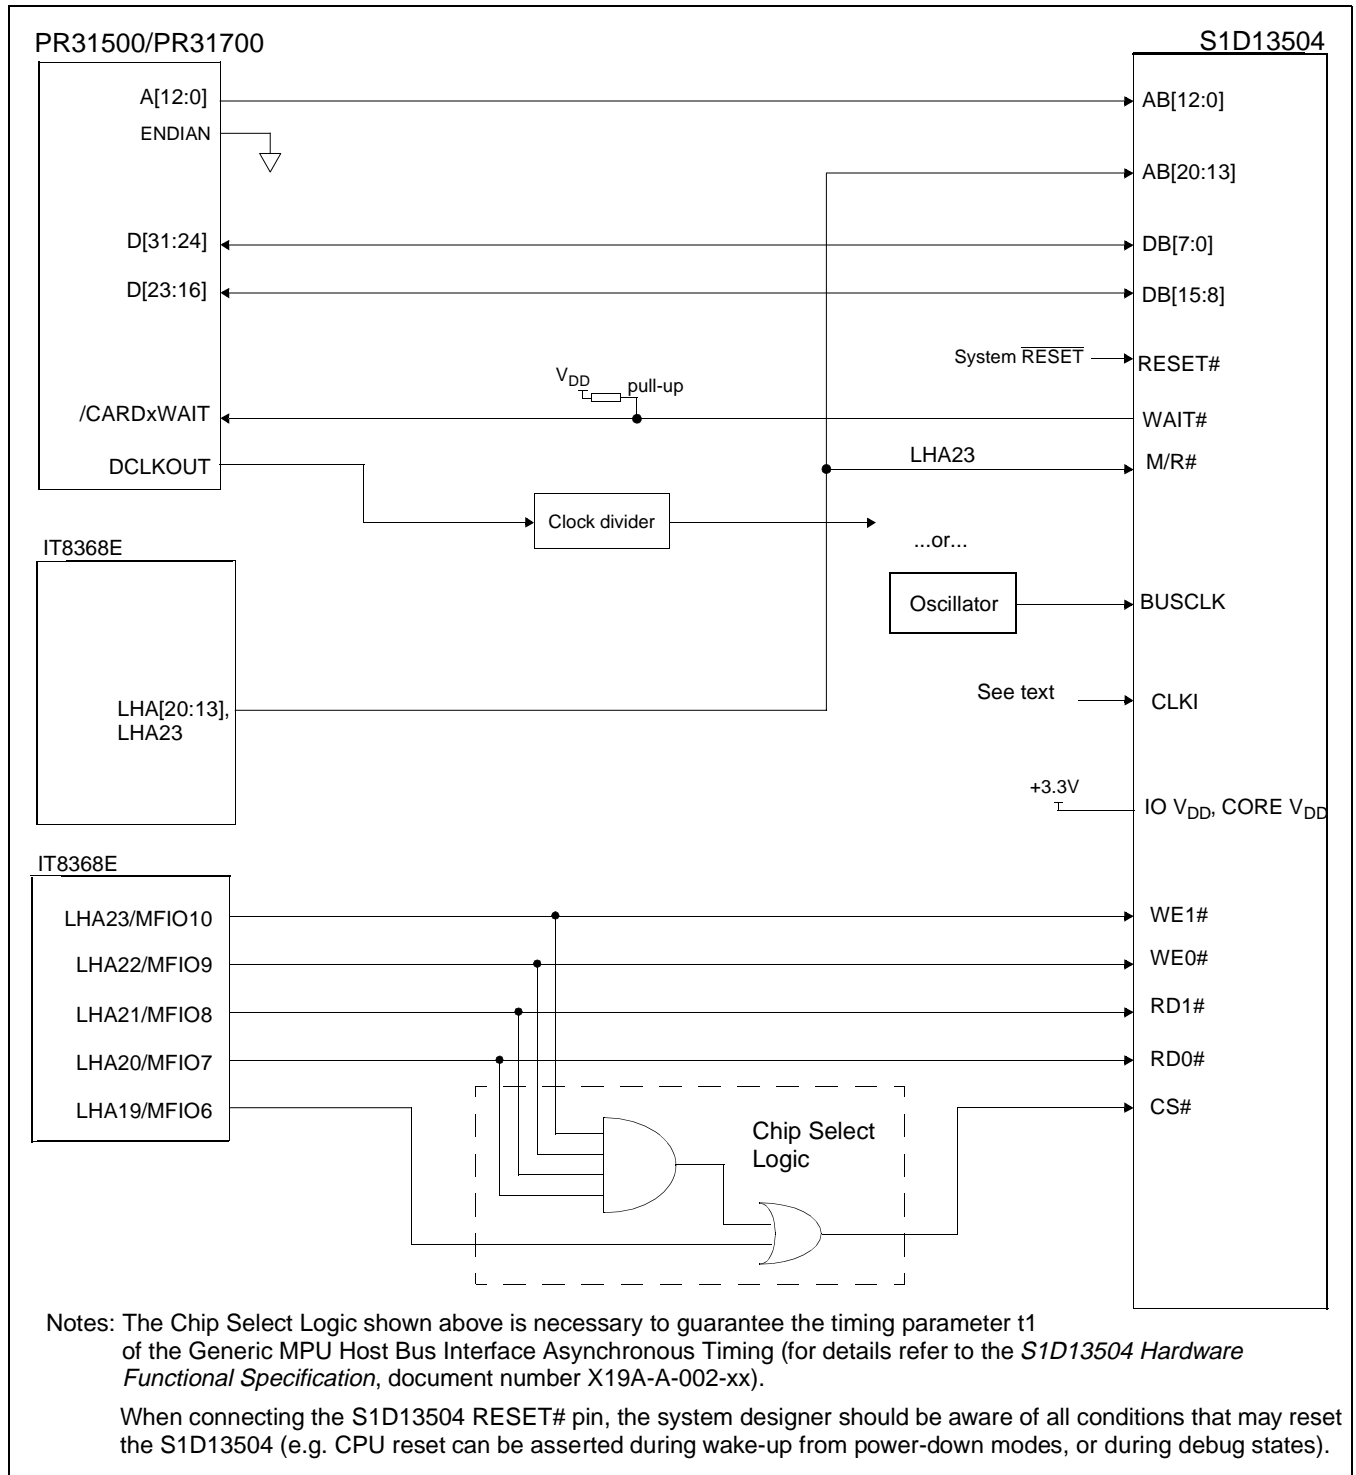 PR31500/PR31700
S1D13504
A[12:0]
AB[12:0]
ENDIAN
AB[20:13]
D[31:24]
DB[7:0]
D[23:16]
DB[15:8]
System RESET
RESET#
VDD
pull-up
/CARDxWAIT
WAIT#
DCLKOUT
LHA23
M/R#
Clock divider
...or...
IT8368E
Oscillator
BUSCLK
See text
CLKI
LHA[20:13],
LHA23
+3.3V
IO VDD, CORE VDD
IT8368E
LHA23/MFIO10
WE1#
LHA22/MFIO9
WE0#
LHA21/MFIO8
RD1#
LHA20/MFIO7
RD0#
LHA19/MFIO6
CS#
Chip Select
Logic
Notes: The Chip Select Logic shown above is necessary to guarantee the timing parameter t1
of the Generic MPU Host Bus Interface Asynchronous Timing (for details refer to the S1D13504 Hardware
Functional Specification, document number X19A-A-002-xx).
When connecting the S1D13504 RESET# pin, the system designer should be aware of all conditions that may reset
the S1D13504 (e.g. CPU reset can be asserted during wake-up from power-down modes, or during debug states).